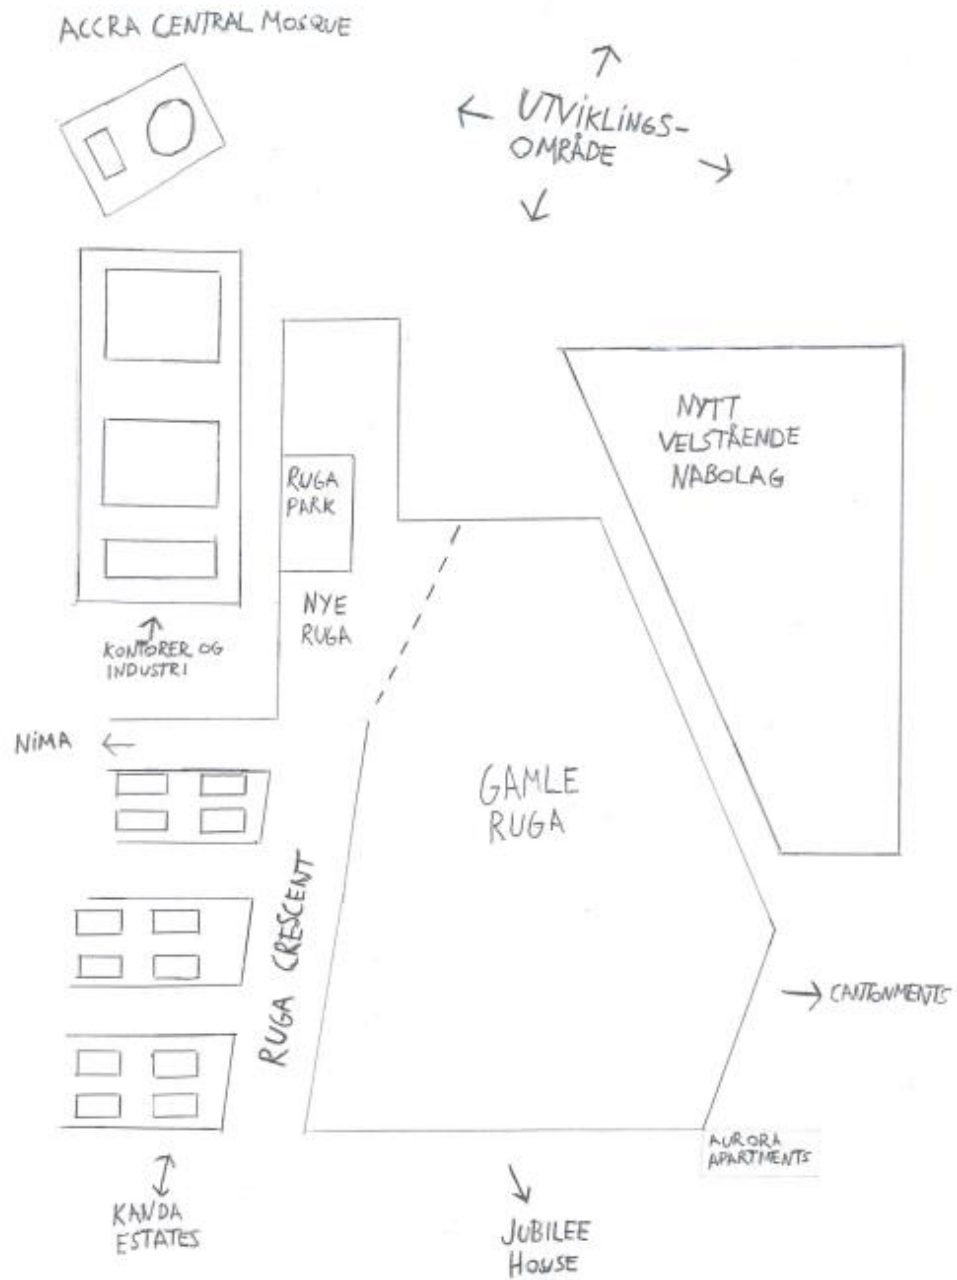 ACCRA CENTRAL MOSQUE
UTVIKLINGS-
OMRÅDE
NYTT
VELSTÅENDE
NABOLAG
RUGA
PARK
NYE
RUGA
KONTORER OG
INDUSTRI
NIMA
GAMLE
RUGA
RUGA CRESCENT
CANTONMENTS
AURORA
APARTMENTS
KANDA
ESTATES
JUBILEE
HOUSE